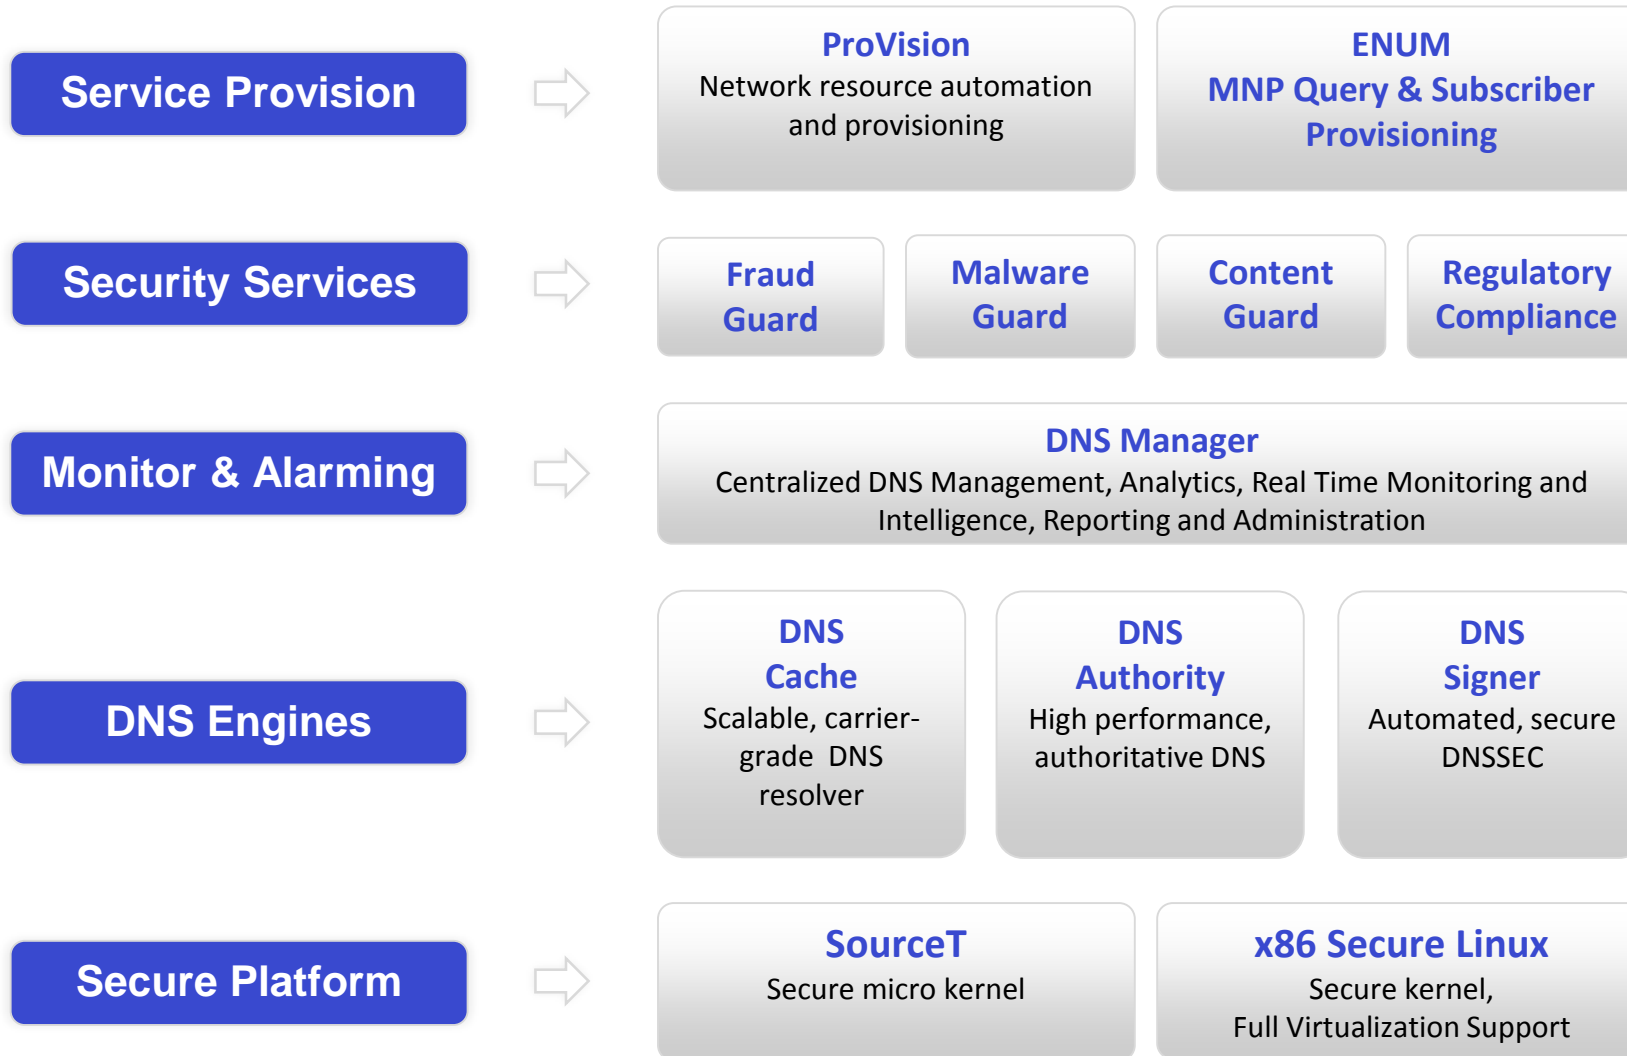 Service Provision
ProVision
Network resource automation
and provisioning
ENUM
MNP Query & Subscriber
Provisioning
Security Services
Fraud
Guard
Malware
Guard
Content
Guard
Regulatory
Compliance
Monitor & Alarming
DNS Manager
Centralized DNS Management, Analytics, Real Time Monitoring and
Intelligence, Reporting and Administration
DNS Engines
DNS
Cache
Scalable, carrier-
grade DNS
resolver
DNS
Authority
High performance,
authoritative DNS
DNS
Signer
Automated, secure
DNSSEC
Secure Platform
SourceT
Secure micro kernel
x86 Secure Linux
Secure kernel,
Full Virtualization Support